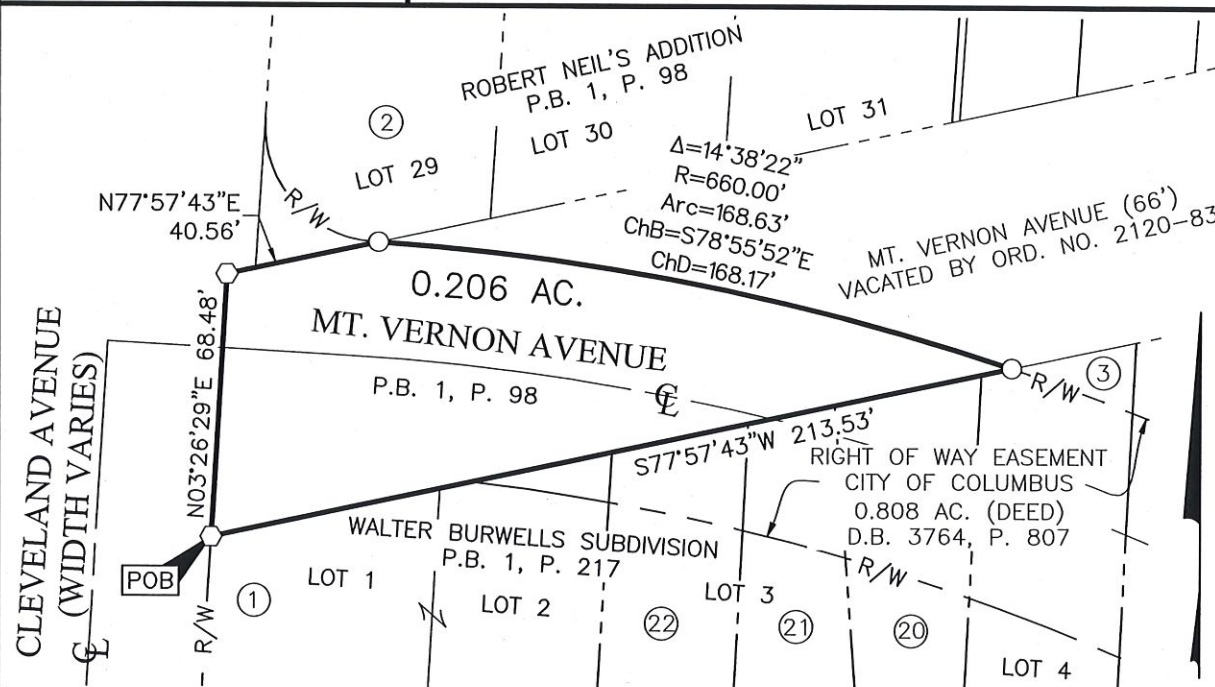 ROBERT NEIL'S ADDITION
P.B. 1, P. 98
LOT 31
LOT 30
②
LOT 29
Δ=14°38'22"
R=660.00'
Arc=168.63'
ChB=S78°55'52"E
ChD=168.17'
R/W
N77°57'43"E
40.56'
MT. VERNON AVENUE (66')
VACATED BY ORD. NO. 2120-83
0.206 AC.
MT. VERNON AVENUE
P.B. 1, P. 98
CL
CLEVELAND AVENUE
CL (WIDTH VARIES)
N03°26'29"E 68.48'
S77°57'43"W 213.53'
R/W
③
RIGHT OF WAY EASEMENT
CITY OF COLUMBUS
0.808 AC. (DEED)
D.B. 3764, P. 807
WALTER BURWELLS SUBDIVISION
P.B. 1, P. 217
POB
R/W
①
LOT 1
LOT 2
LOT 3
R/W
㉒
㉑
⑳
LOT 4